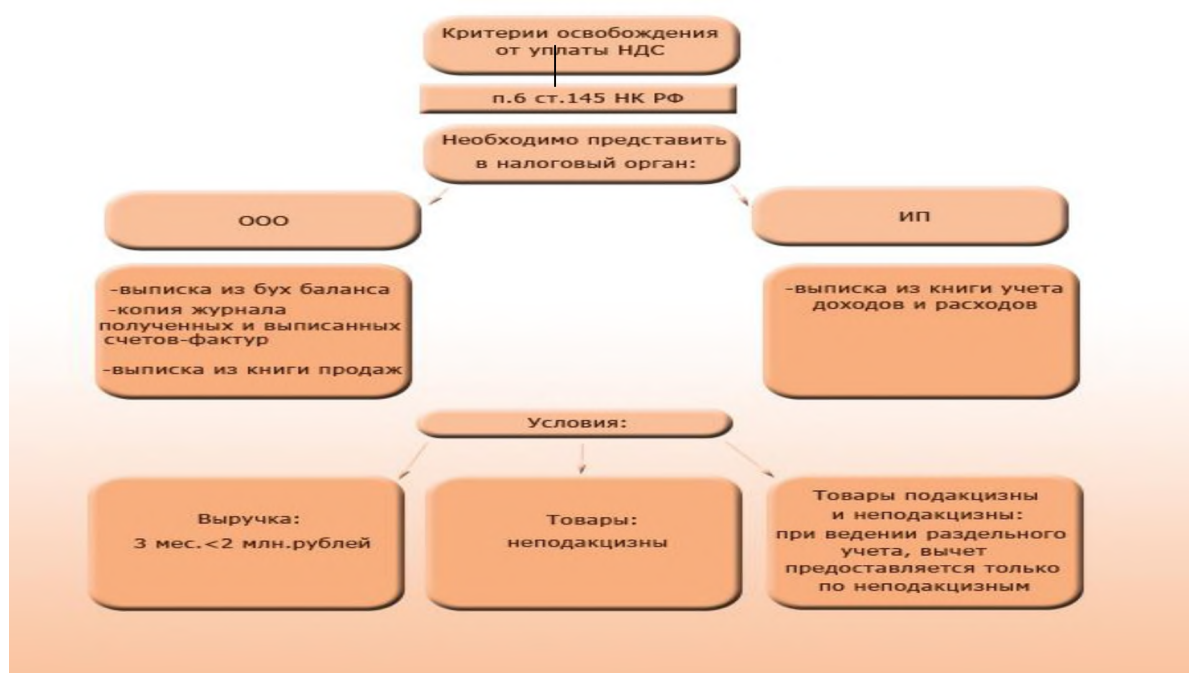 Критерии освобождения
от уплаты НДС
п.6 ст.145 НК РФ
Необходимо представить
в налоговый орган:
ООО
ИП
-выписка из бух баланса
-копия журнала
полученных и выписанных
счетов-фактур
-выписка из книги продаж
-выписка из книги учета
доходов и расходов
Условия:
Выручка:
3 мес.<2 млн.рублей
Товары:
неподакцизны
Товары подакцизны
и неподакцизны:
при ведении раздельного
учета, вычет
предоставляется только
по неподакцизным